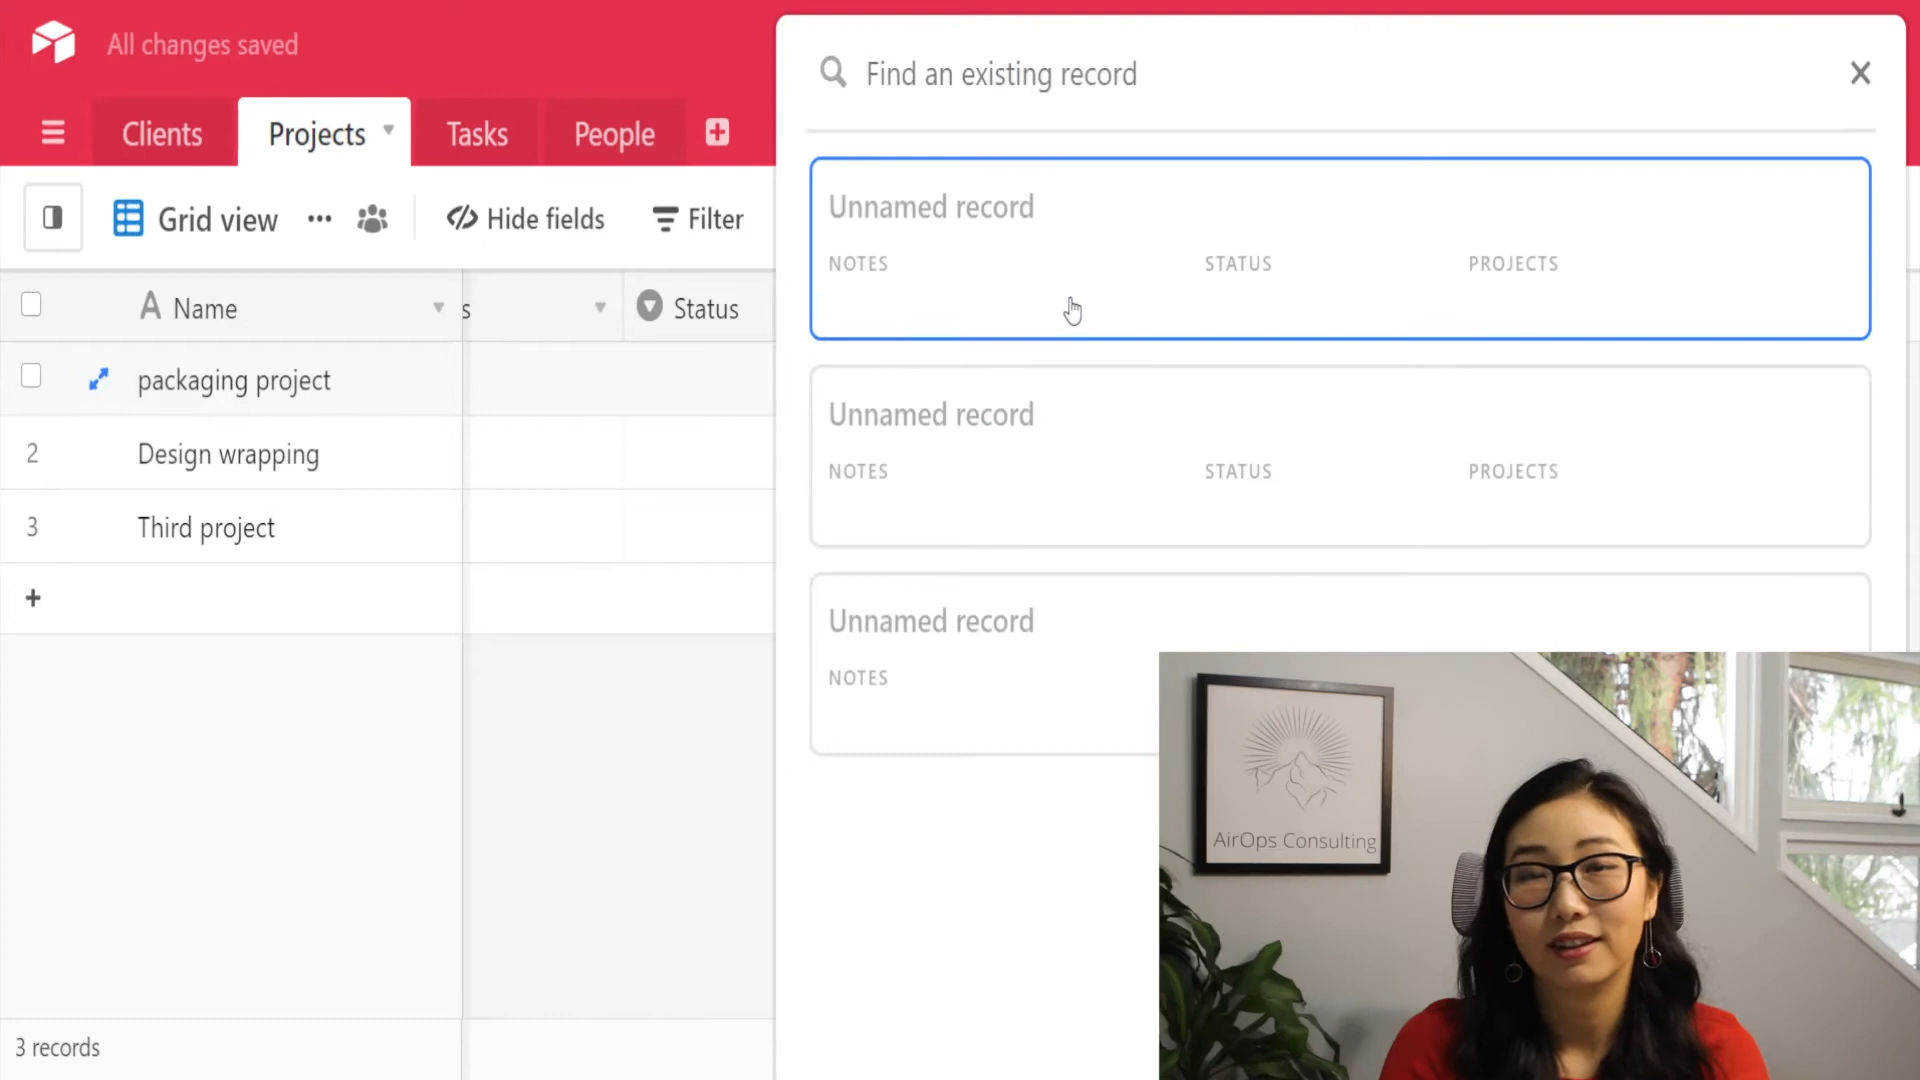 All changes saved
Clients
Projects
Tasks
People
Grid view
Hide fields
Filter
Name
s
Status
packaging project
2
Design wrapping
3
Third project
3 records
Find an existing record
Unnamed record
NOTES STATUS PROJECTS
Unnamed record
NOTES STATUS PROJECTS
Unnamed record
NOTES
AirOps Consulting